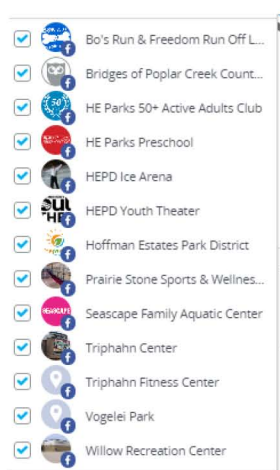 Bo's Run & Freedom Run Off L...
Bridges of Poplar Creek Count...
50
HE Parks 50+ Active Adults Club
HE Parks Preschool
HEPD Ice Arena
HEPD Youth Theater
Hoffman Estates Park District
Prairie Stone Sports & Wellnes...
SEASCAPE
Seascape Family Aquatic Center
Triphahn Center
Triphahn Fitness Center
Vogelei Park
Willow Recreation Center